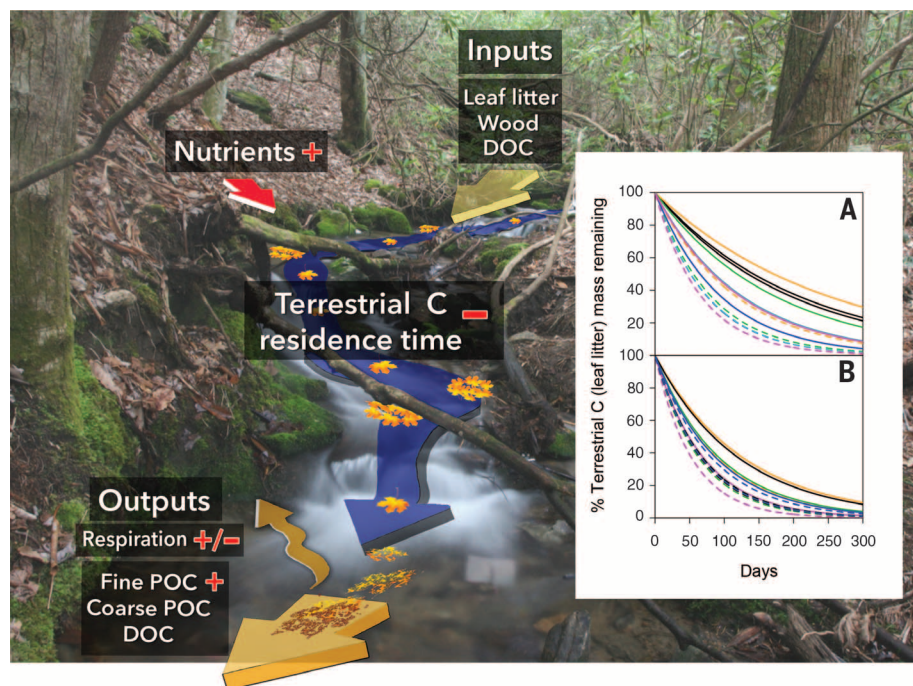 Inputs
Leaf litter
Wood
DOC
Nutrients +
Terrestrial C -
residence time
Outputs
Respiration +/-
Fine POC +
Coarse POC
DOC
A
100
80
60
40
20
B
100
80
60
40
20
0
0 50 100 150 200 250 300
% Terrestrial C (leaf litter) mass remaining
Days